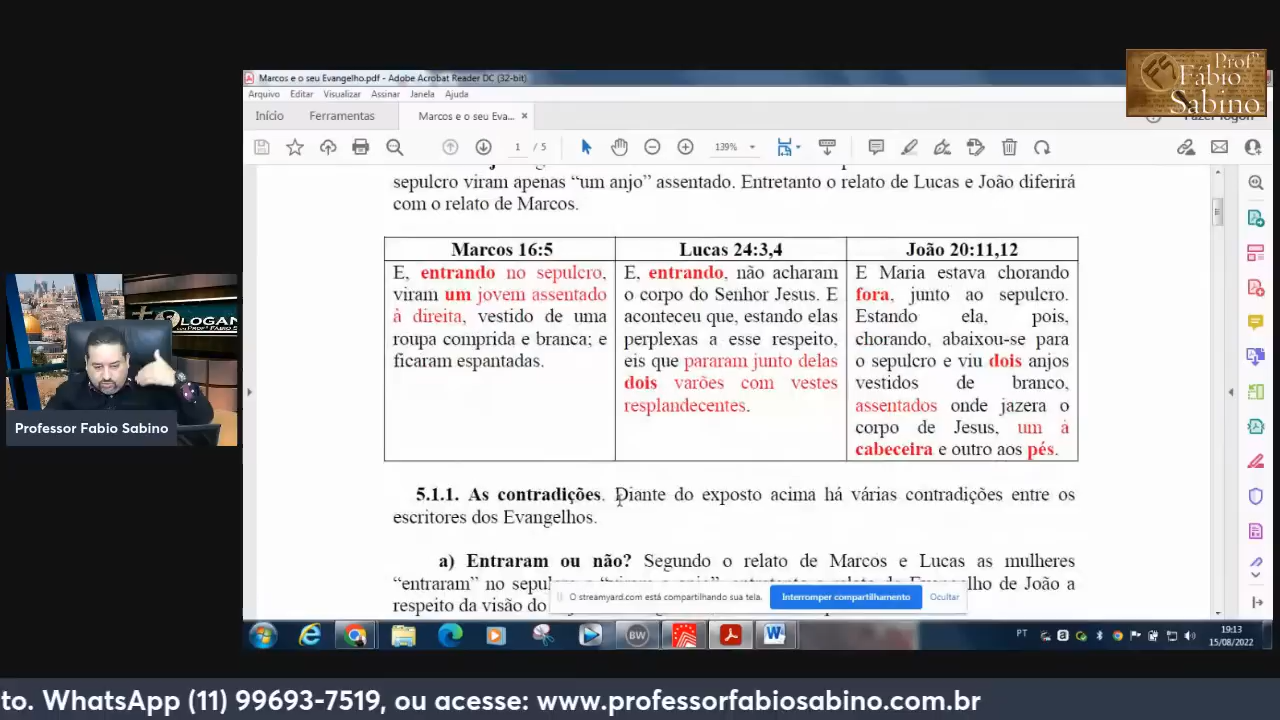 Profº
Fábio
Sabino
Marcos e o seu Evangelho.pdf - Adobe Acrobat Reader DC (32-bit)
Arquivo Editar Visualizar Assinar Janela Ajuda
Início Ferramentas Marcos e o seu Eva... ×
1 / 5 139%
sepulcro viram apenas “um anjo” assentado. Entretanto o relato de Lucas e João diferirá
com o relato de Marcos.
Marcos 16:5
E, entrando no sepulcro,
viram um jovem assentado
à direita, vestido de uma
roupa comprida e branca; e
ficaram espantadas.
Lucas 24:3,4
E, entrando, não acharam
o corpo do Senhor Jesus. E
aconteceu que, estando elas
perplexas a esse respeito,
eis que pararam junto delas
dois varões com vestes
resplandecentes.
João 20:11,12
E Maria estava chorando
fora, junto ao sepulcro.
Estando ela, pois,
chorando, abaixou-se para
o sepulcro e viu dois anjos
vestidos de branco,
assentados onde jazera o
corpo de Jesus, um à
cabeceira e outro aos pés.
5.1.1. As contradições. Diante do exposto acima há várias contradições entre os
escritores dos Evangelhos.
a) Entraram ou não? Segundo o relato de Marcos e Lucas as mulheres
“entraram” no de João a
respeito da visão do
O streamyard.com está compartilhando sua tela. Interromper compartilhamento Ocultar
LOGAN
Professor Fabio Sabino
BW
PT
19:13
15/08/2022
to. WhatsApp (11) 99693-7519, ou acesse: www.professorfabiosabino.com.br